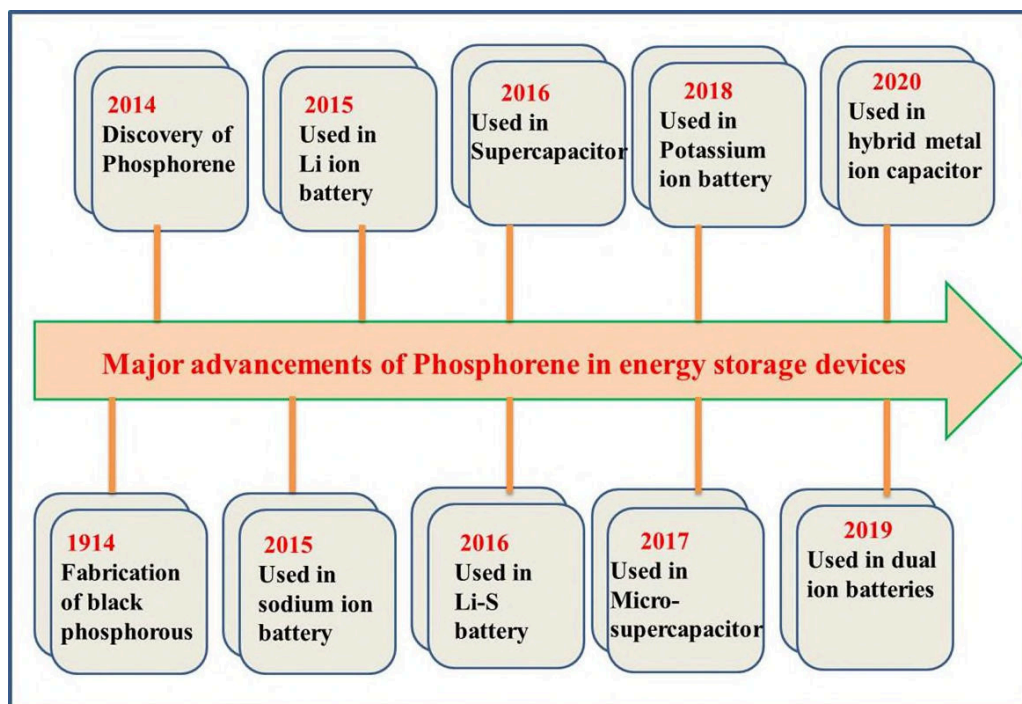 2014
Discovery of
Phosphorene
2015
Used in
Li ion
battery
2016
Used in
Supercapacitor
2018
Used in
Potassium
ion battery
2020
Used in
hybrid metal
ion capacitor
Major advancements of Phosphorene in energy storage devices
1914
Fabrication
of black
phosphorous
2015
Used in
sodium ion
battery
2016
Used in
Li-S
battery
2017
Used in
Micro-
supercapacitor
2019
Used in dual
ion batteries